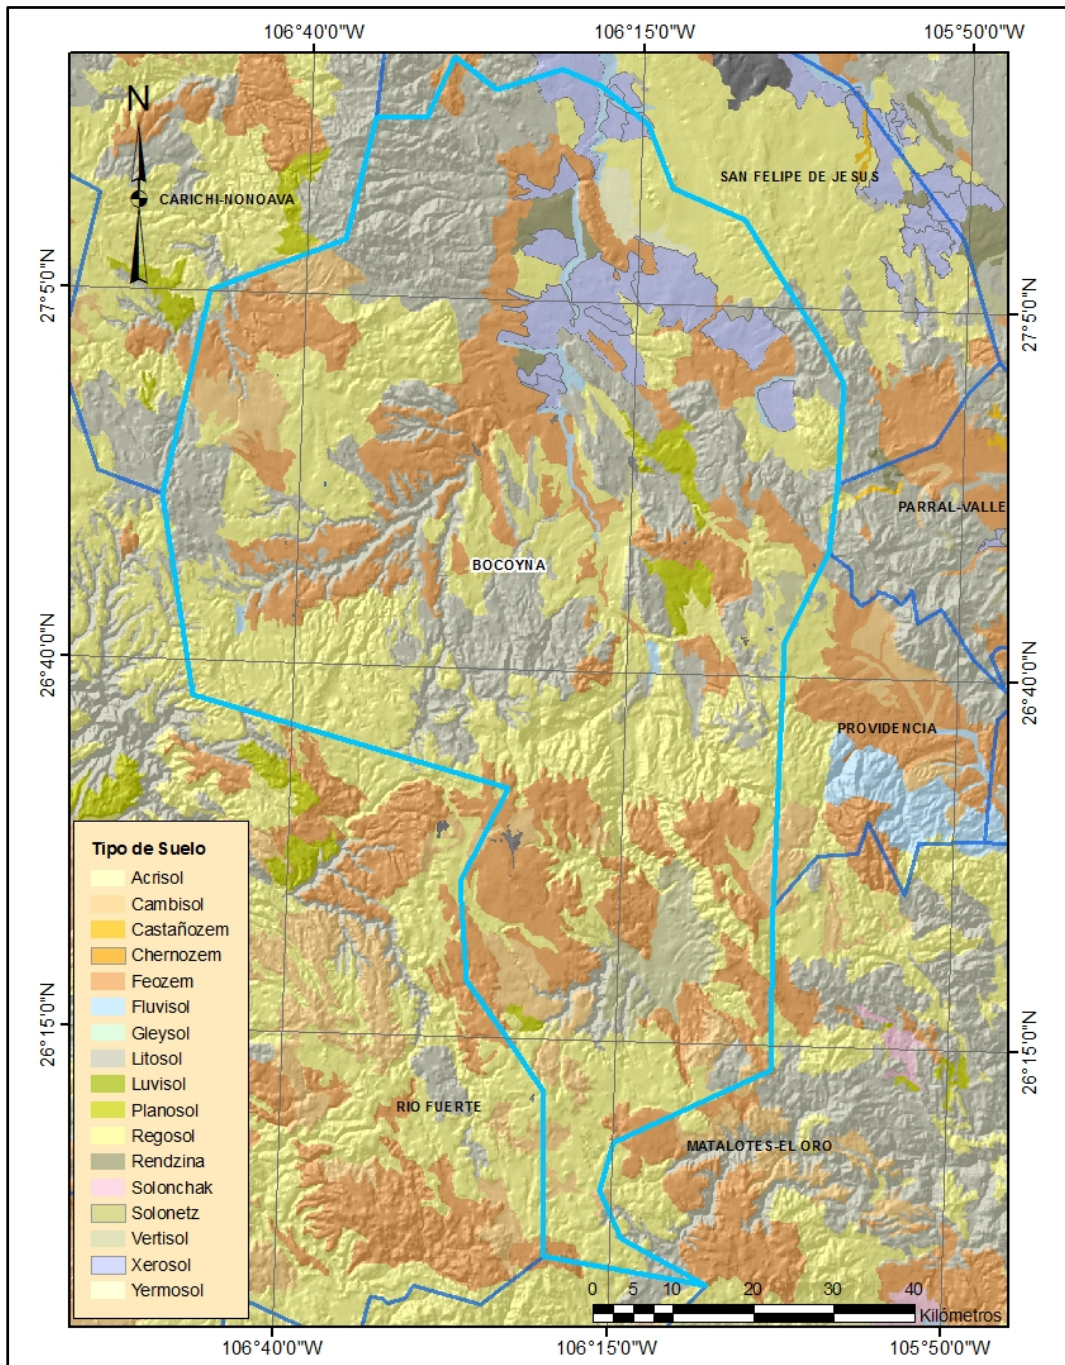 106°40'0"W
106°15'0"W
105°50'0"W
N
CARICHI-NONOAVA
SAN FELIPE DE JESUS
27°5'0"N
27°5'0"N
PARRAL-VALLE
BOCOYNA
26°40'0"N
26°40'0"N
PROVIDENCIA
Tipo de Suelo
Acrisol
Cambisol
Castañozem
Chernozem
Feozem
Fluvisol
Gleysol
Litosol
Luvisol
Planosol
Regosol
Rendzina
Solonchak
Solonetz
Vertisol
Xerosol
Yermosol
26°15'0"N
26°15'0"N
RIO FUERTE
MATALOTES-EL ORO
0 5 10 20 30 40
Kilómetros
106°40'0"W
106°15'0"W
105°50'0"W